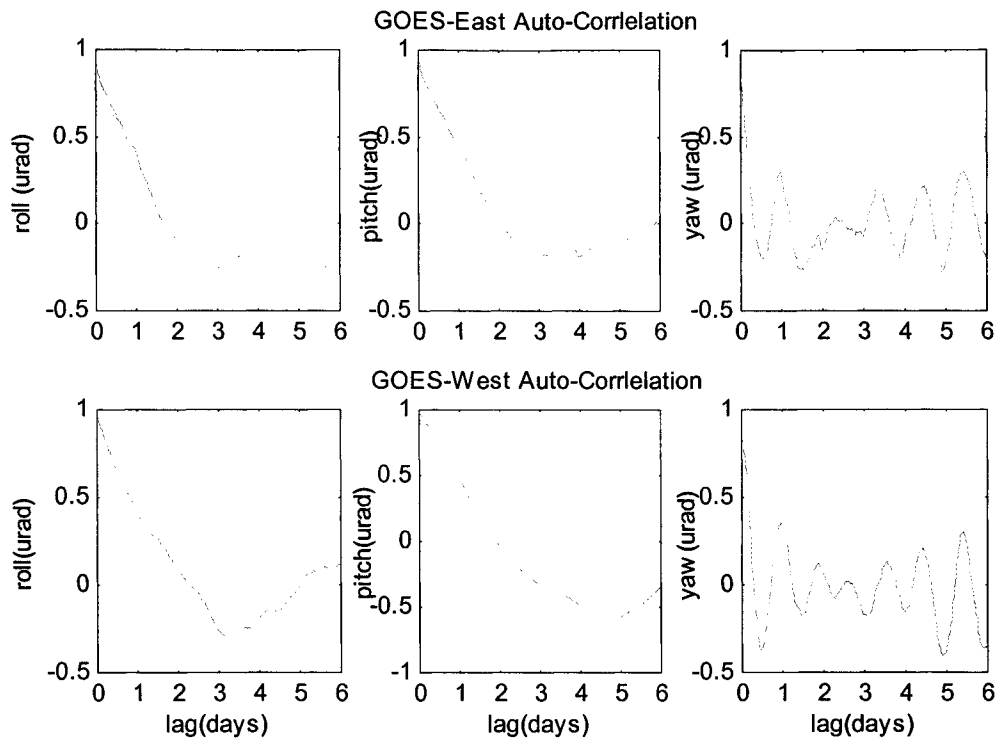 GOES-East Auto-Corrlelation
roll (urad)
1
0.5
0
-0.5
0 1 2 3 4 5 6
pitch(urad)
1
0.5
0
-0.5
0 1 2 3 4 5 6
yaw (urad)
1
0.5
0
-0.5
0 1 2 3 4 5 6
GOES-West Auto-Corrlelation
roll(urad)
1
0.5
0
-0.5
0 1 2 3 4 5 6
lag(days)
pitch(urad)
1
0.5
0
-0.5
-1
0 1 2 3 4 5 6
lag(days)
yaw (urad)
1
0.5
0
-0.5
0 1 2 3 4 5 6
lag(days)